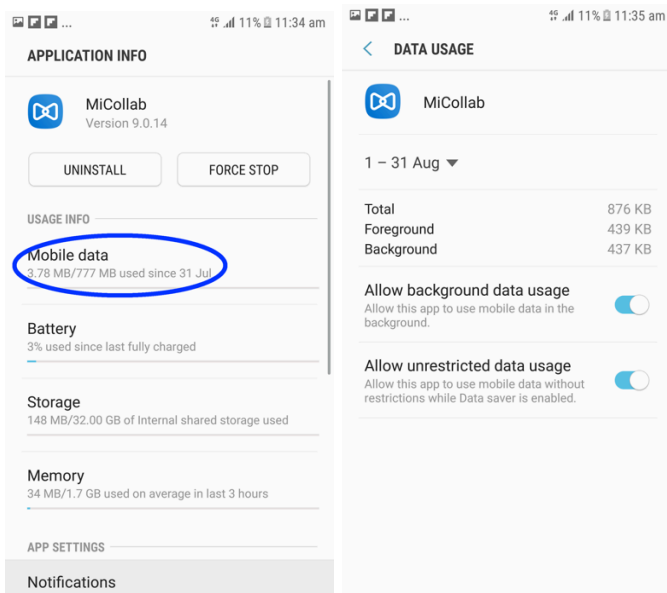 ... 4G 11% 11:34 am
APPLICATION INFO
MiCollab
Version 9.0.14
UNINSTALL
FORCE STOP
USAGE INFO
Mobile data
3.78 MB/777 MB used since 31 Jul
Battery
3% used since last fully charged
Storage
148 MB/32.00 GB of Internal shared storage used
Memory
34 MB/1.7 GB used on average in last 3 hours
APP SETTINGS
Notifications
... 4G 11% 11:35 am
DATA USAGE
MiCollab
1 – 31 Aug
Total 876 KB
Foreground 439 KB
Background 437 KB
Allow background data usage
Allow this app to use mobile data in the
background.
Allow unrestricted data usage
Allow this app to use mobile data without
restrictions while Data saver is enabled.